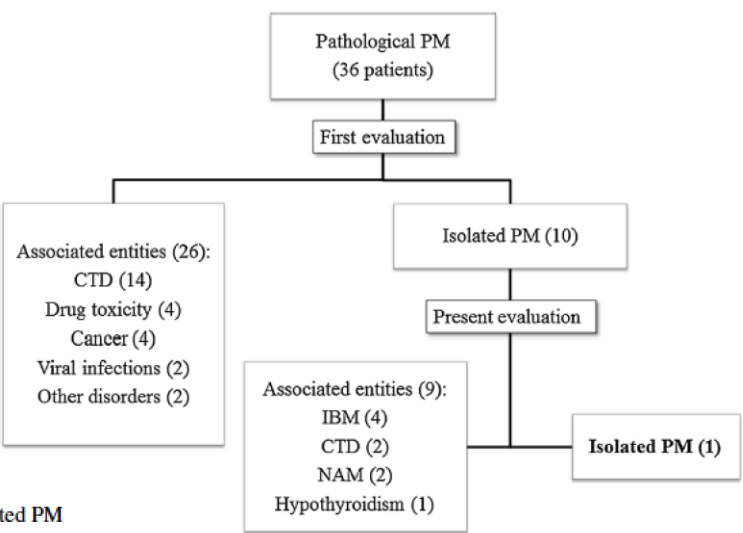 Pathological PM
(36 patients)
First evaluation
Associated entities (26):
CTD (14)
Drug toxicity (4)
Cancer (4)
Viral infections (2)
Other disorders (2)
Isolated PM (10)
Present evaluation
Associated entities (9):
IBM (4)
CTD (2)
NAM (2)
Hypothyroidism (1)
Isolated PM (1)
ted PM